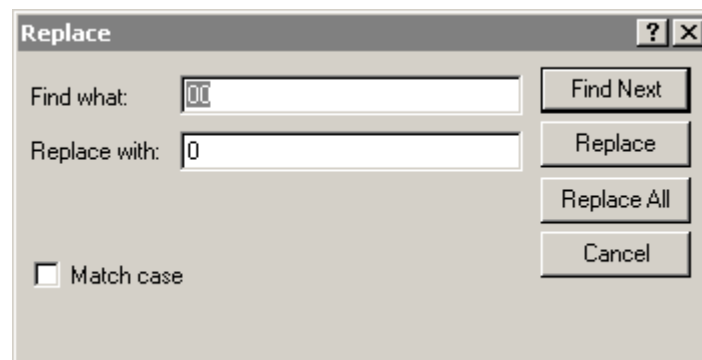 Replace
Find what: 00
Find Next
Replace with: 0
Replace
Replace All
Match case
Cancel